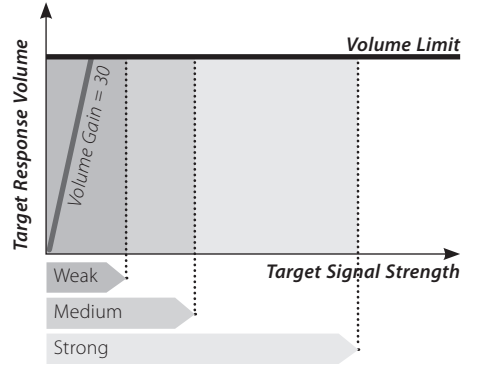 Volume Limit
Target Response Volume
Volume Gain = 30
Target Signal Strength
Weak
Medium
Strong